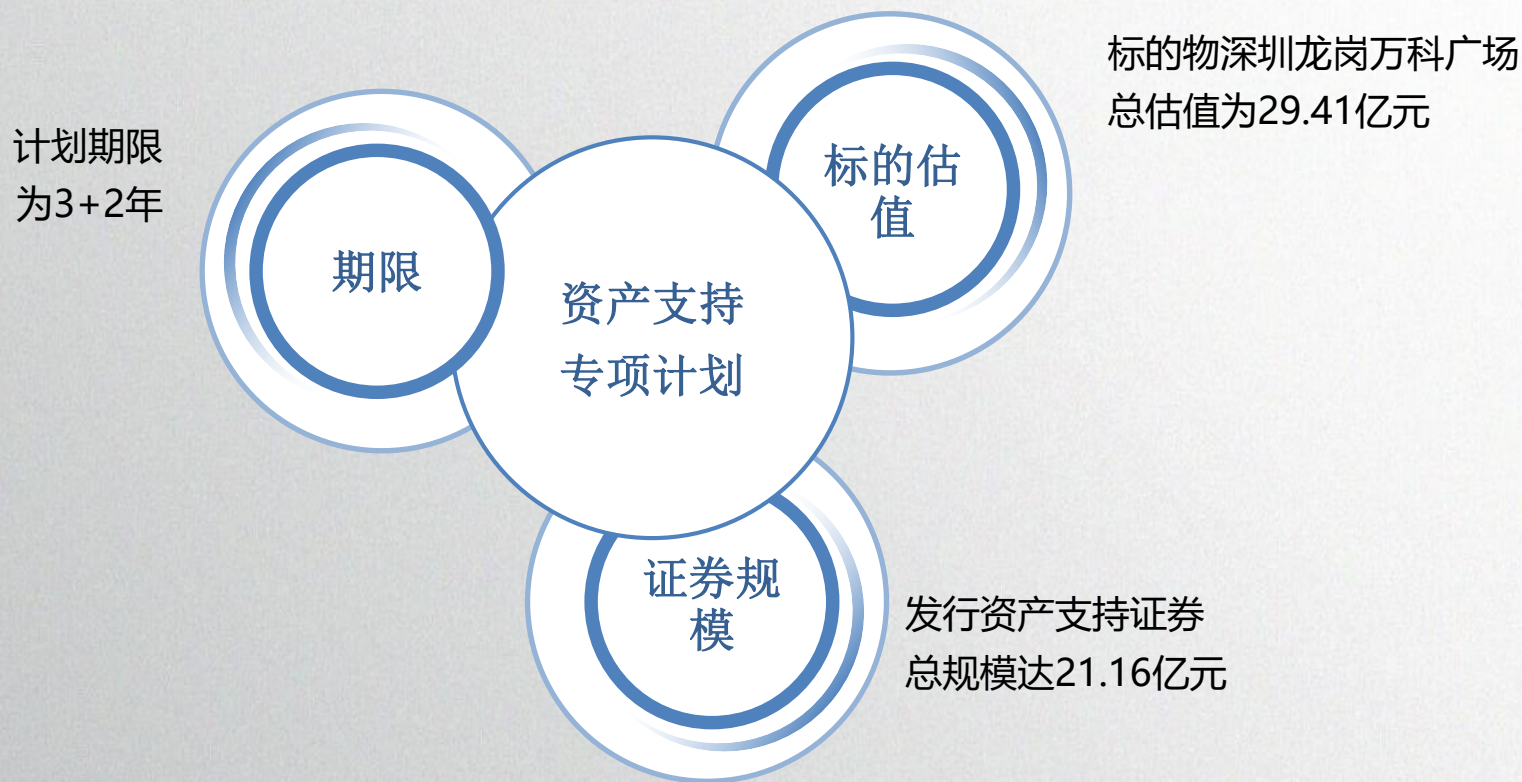 标的物深圳龙岗万科广场
总估值为29.41亿元
计划期限
为3+2年
标的估
值
期限
资产支持
专项计划
证券规
模
发行资产支持证券
总规模达21.16亿元